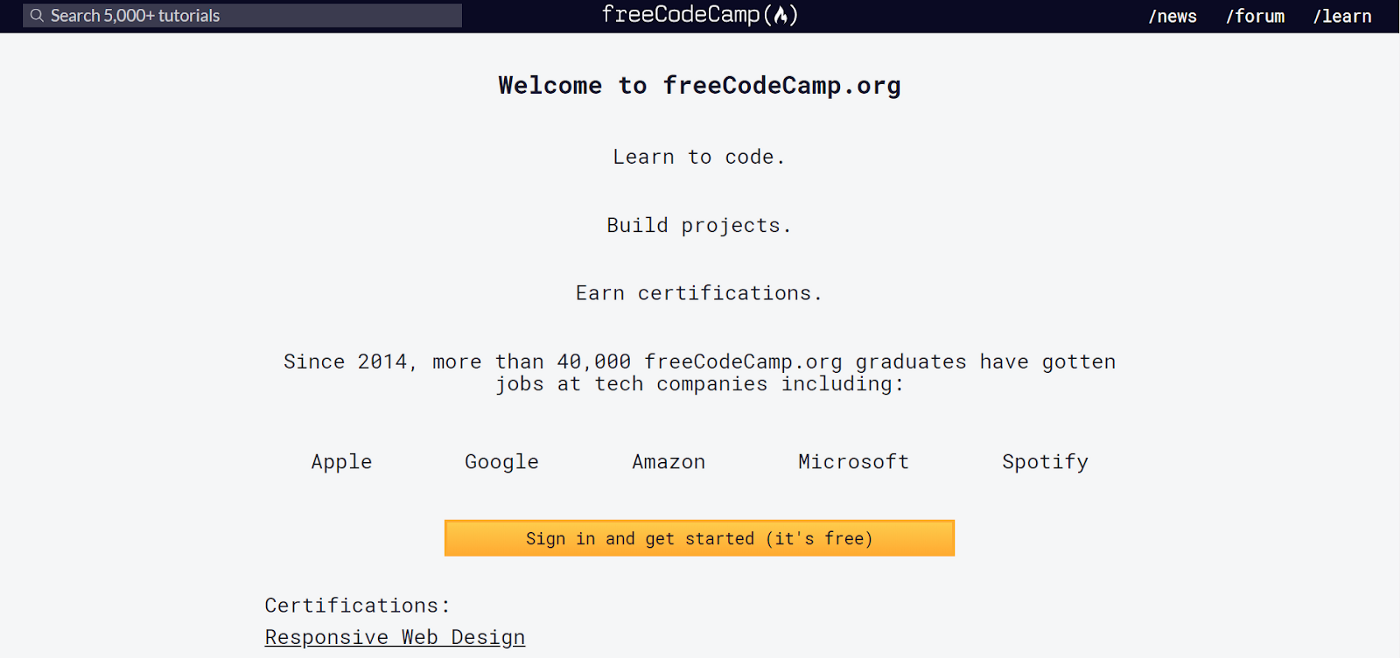 Search 5,000+ tutorials
freeCodeCamp(🔥)
/news /forum /learn
Welcome to freeCodeCamp.org
Learn to code.
Build projects.
Earn certifications.
Since 2014, more than 40,000 freeCodeCamp.org graduates have gotten
jobs at tech companies including:
Apple Google Amazon Microsoft Spotify
Sign in and get started (it's free)
Certifications:
Responsive Web Design